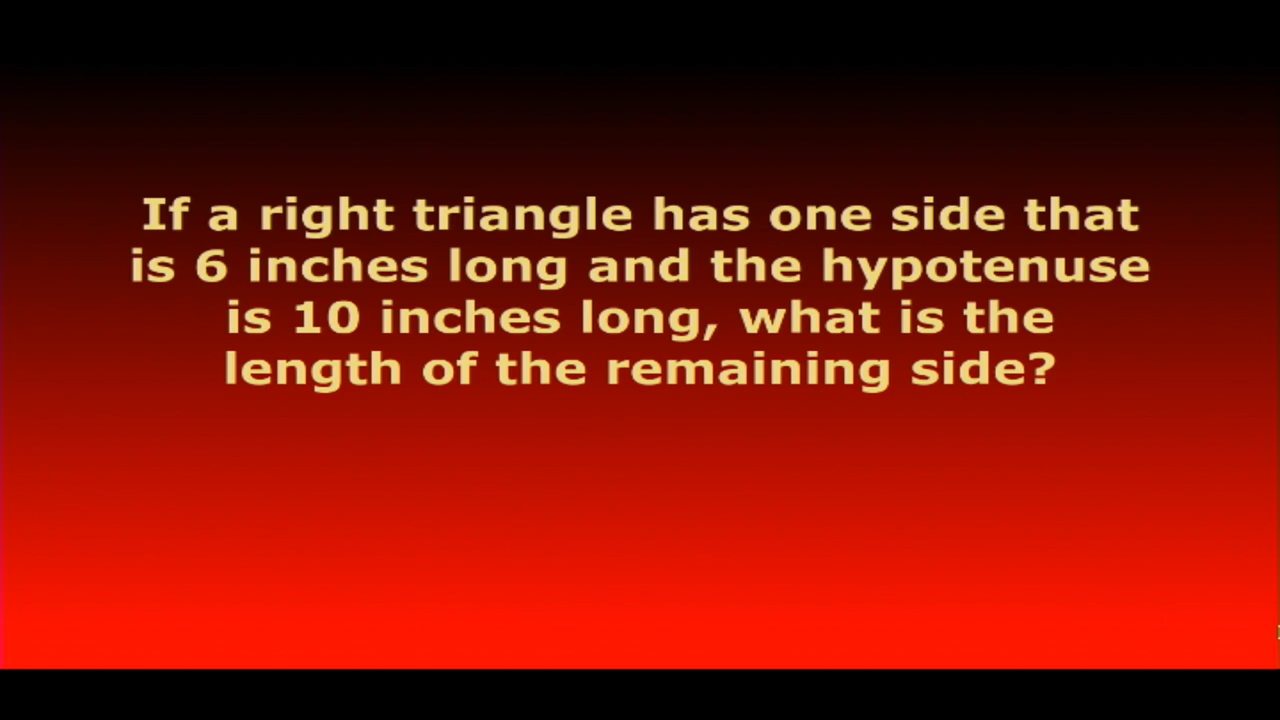 If a right triangle has one side that
is 6 inches long and the hypotenuse
is 10 inches long, what is the
length of the remaining side?